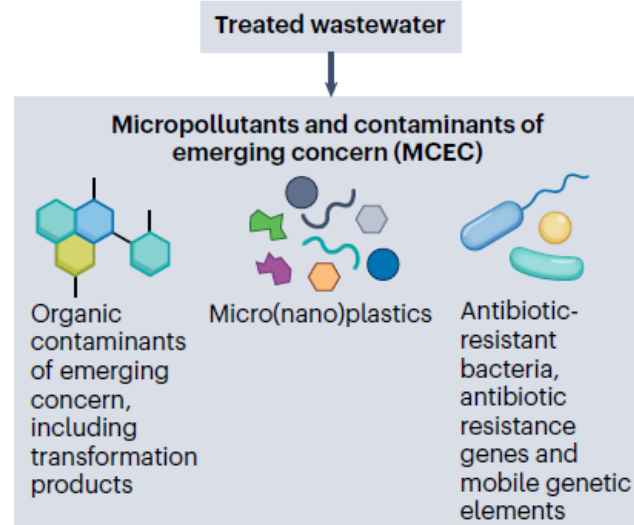 Treated wastewater
Micropollutants and contaminants of
emerging concern (MCEC)
Organic
contaminants
of emerging
concern,
including
transformation
products
Micro(nano)plastics
Antibiotic-
resistant
bacteria,
antibiotic
resistance
genes and
mobile genetic
elements